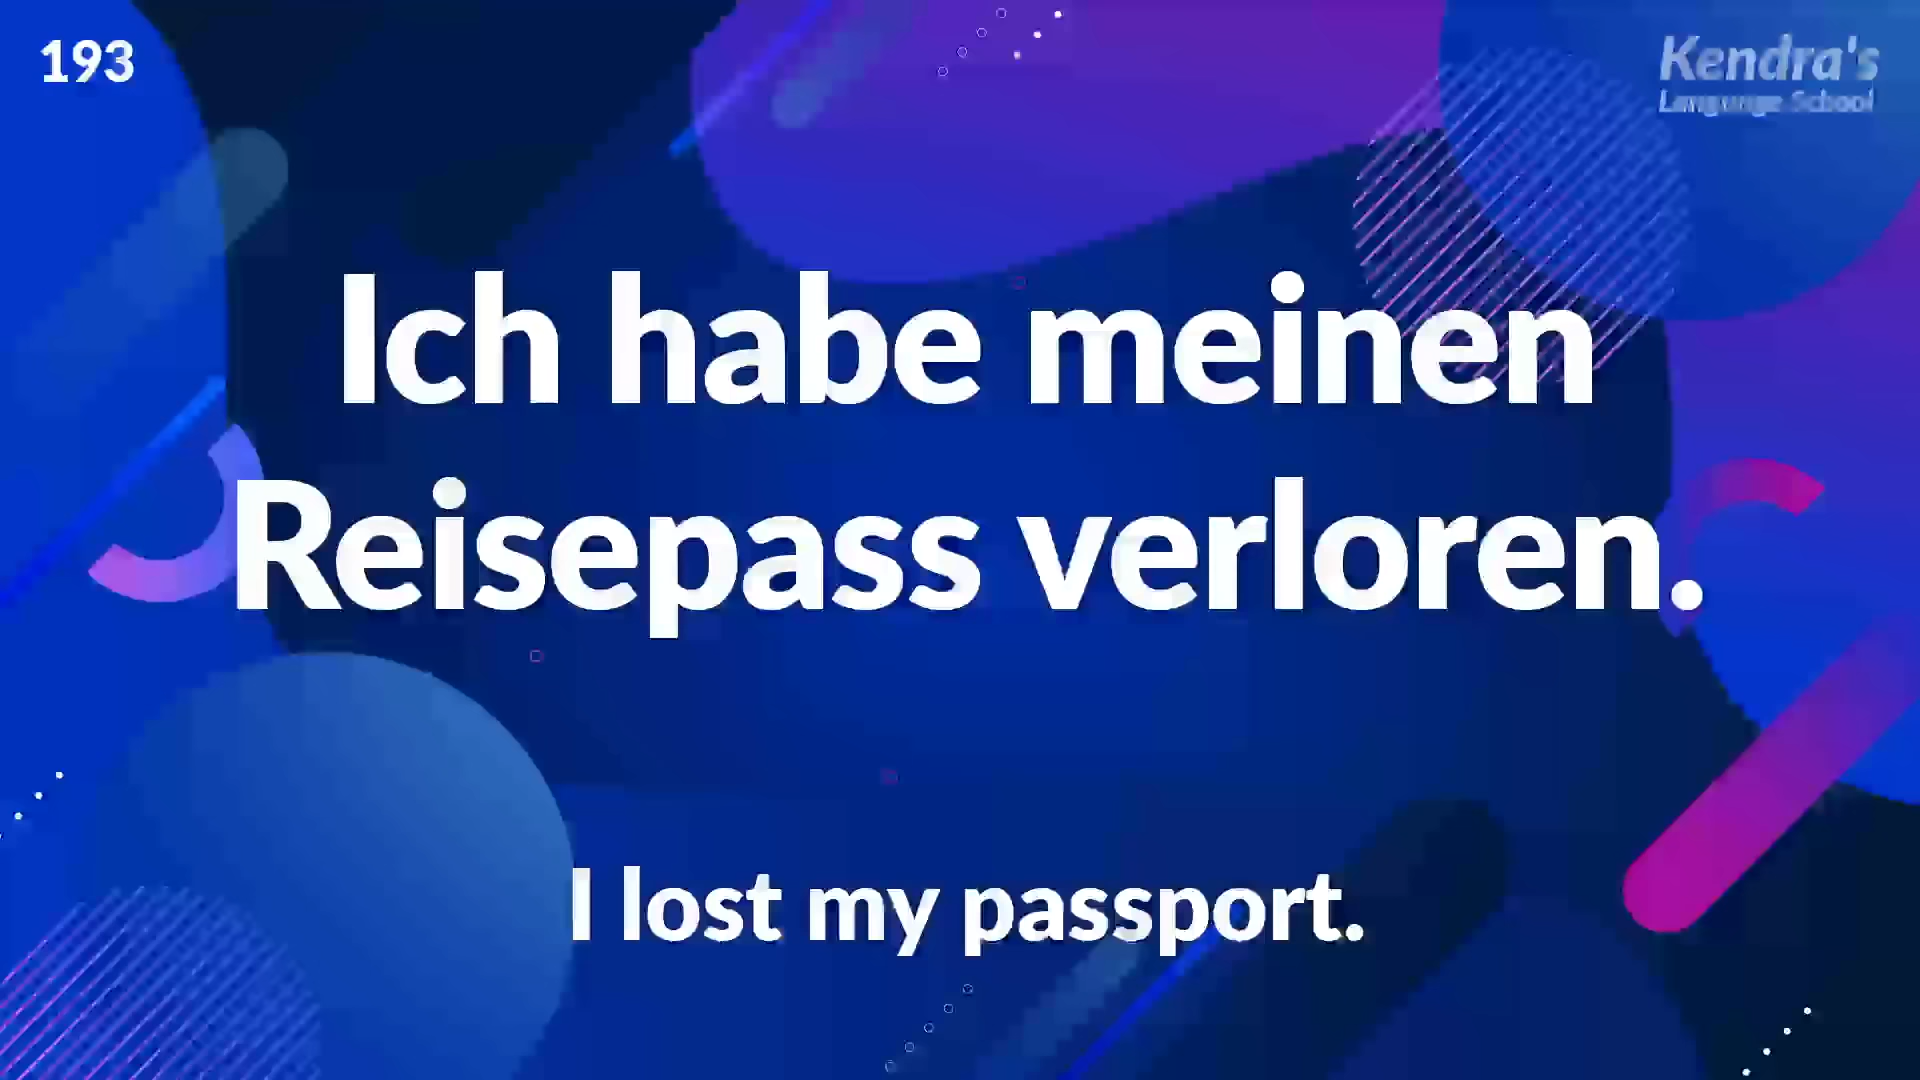 193
Kendra's
Language School
Ich habe meinen
Reisepass verloren.
I lost my passport.